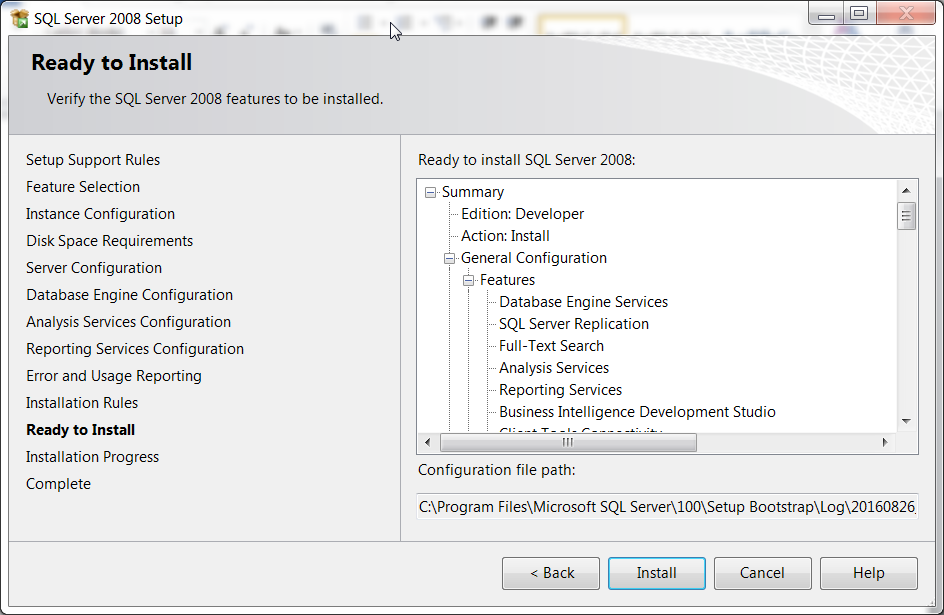 SQL Server 2008 Setup
Ready to Install
Verify the SQL Server 2008 features to be installed.
Setup Support Rules
Feature Selection
Instance Configuration
Disk Space Requirements
Server Configuration
Database Engine Configuration
Analysis Services Configuration
Reporting Services Configuration
Error and Usage Reporting
Installation Rules
Ready to Install
Installation Progress
Complete
Ready to install SQL Server 2008:
Summary
Edition: Developer
Action: Install
General Configuration
Features
Database Engine Services
SQL Server Replication
Full-Text Search
Analysis Services
Reporting Services
Business Intelligence Development Studio
Client Tools Connectivity
Configuration file path:
C:\Program Files\Microsoft SQL Server\100\Setup Bootstrap\Log\20160826_
< Back
Install
Cancel
Help